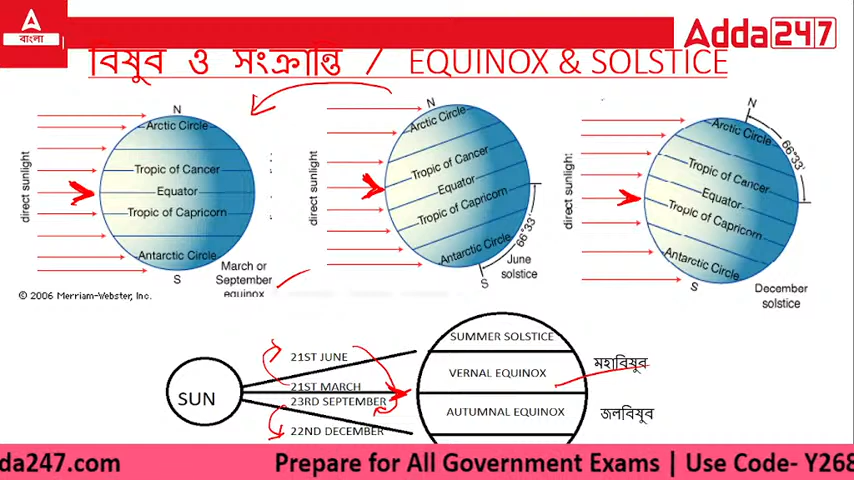 বাংলা
Adda247
বিষুব ও সংক্রান্তি / EQUINOX & SOLSTICE
N
Arctic Circle
Tropic of Cancer
Equator
Tropic of Capricorn
Antarctic Circle
S
direct sunlight
March or
September
equinox
© 2006 Merriam-Webster, Inc.
N
Arctic Circle
Tropic of Cancer
Equator
Tropic of Capricorn
Antarctic Circle
S
direct sunlight
66°33'
June
solstice
N
Arctic Circle
Tropic of Cancer
Equator
Tropic of Capricorn
Antarctic Circle
S
direct sunlight
66°33'
December
solstice
SUN
21ST JUNE
21ST MARCH
23RD SEPTEMBER
22ND DECEMBER
SUMMER SOLSTICE
VERNAL EQUINOX
AUTUMNAL EQUINOX
মহাবিষুব
জলবিষুব
da247.com Prepare for All Government Exams | Use Code- Y268